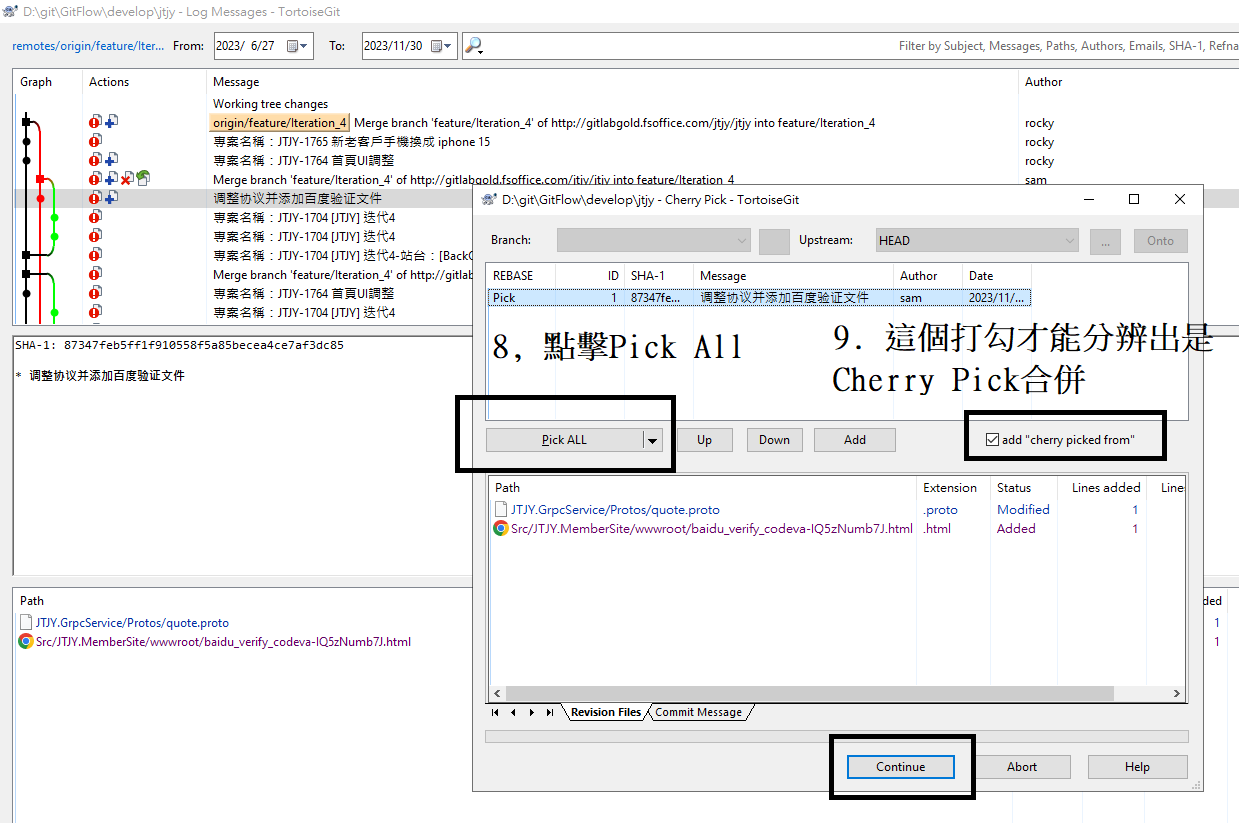 D:\git\GitFlow\develop\jtjy - Log Messages - TortoiseGit
remotes/origin/feature/Iter... From: 2023/ 6/27 To: 2023/11/30 Filter by Subject, Messages, Paths, Authors, Emails, SHA-1, Refna
Graph Actions Message Author
Working tree changes
origin/feature/Iteration_4 Merge branch 'feature/Iteration_4' of http://gitlabgold.fsoffice.com/jtjy/jtjy into feature/Iteration_4 rocky
專案名稱：JTJY-1765 新老客戶手機換成 iphone 15 rocky
專案名稱：JTJY-1764 首頁UI調整 rocky
Merge branch 'feature/Iteration_4' of http://gitlabgold.fsoffice.com/jtjy/jtjy into feature/Iteration_4 sam
调整协议并添加百度验证文件
專案名稱：JTJY-1704 [JTJY] 迭代4
專案名稱：JTJY-1704 [JTJY] 迭代4
專案名稱：JTJY-1704 [JTJY] 迭代4-站台：[BackO
Merge branch 'feature/Iteration_4' of http://gitlab
專案名稱：JTJY-1764 首頁UI調整
專案名稱：JTJY-1704 [JTJY] 迭代4
SHA-1: 87347feb5ff1f910558f5a85becea4ce7af3dc85
* 调整协议并添加百度验证文件
Path
JTJY.GrpcService/Protos/quote.proto
Src/JTJY.MemberSite/wwwroot/baidu_verify_codeva-IQ5zNumb7J.html
ded
1
1
D:\git\GitFlow\develop\jtjy - Cherry Pick - TortoiseGit
Branch: Upstream: HEAD ... Onto
REBASE ID SHA-1 Message Author Date
Pick 1 87347fe... 调整协议并添加百度验证文件 sam 2023/11/...
8, 點擊Pick All
9. 這個打勾才能分辨出是
Cherry Pick合併
Pick ALL Up Down Add add "cherry picked from"
Path Extension Status Lines added Lines
JTJY.GrpcService/Protos/quote.proto .proto Modified 1
Src/JTJY.MemberSite/wwwroot/baidu_verify_codeva-IQ5zNumb7J.html .html Added 1
Revision Files Commit Message
Continue Abort Help